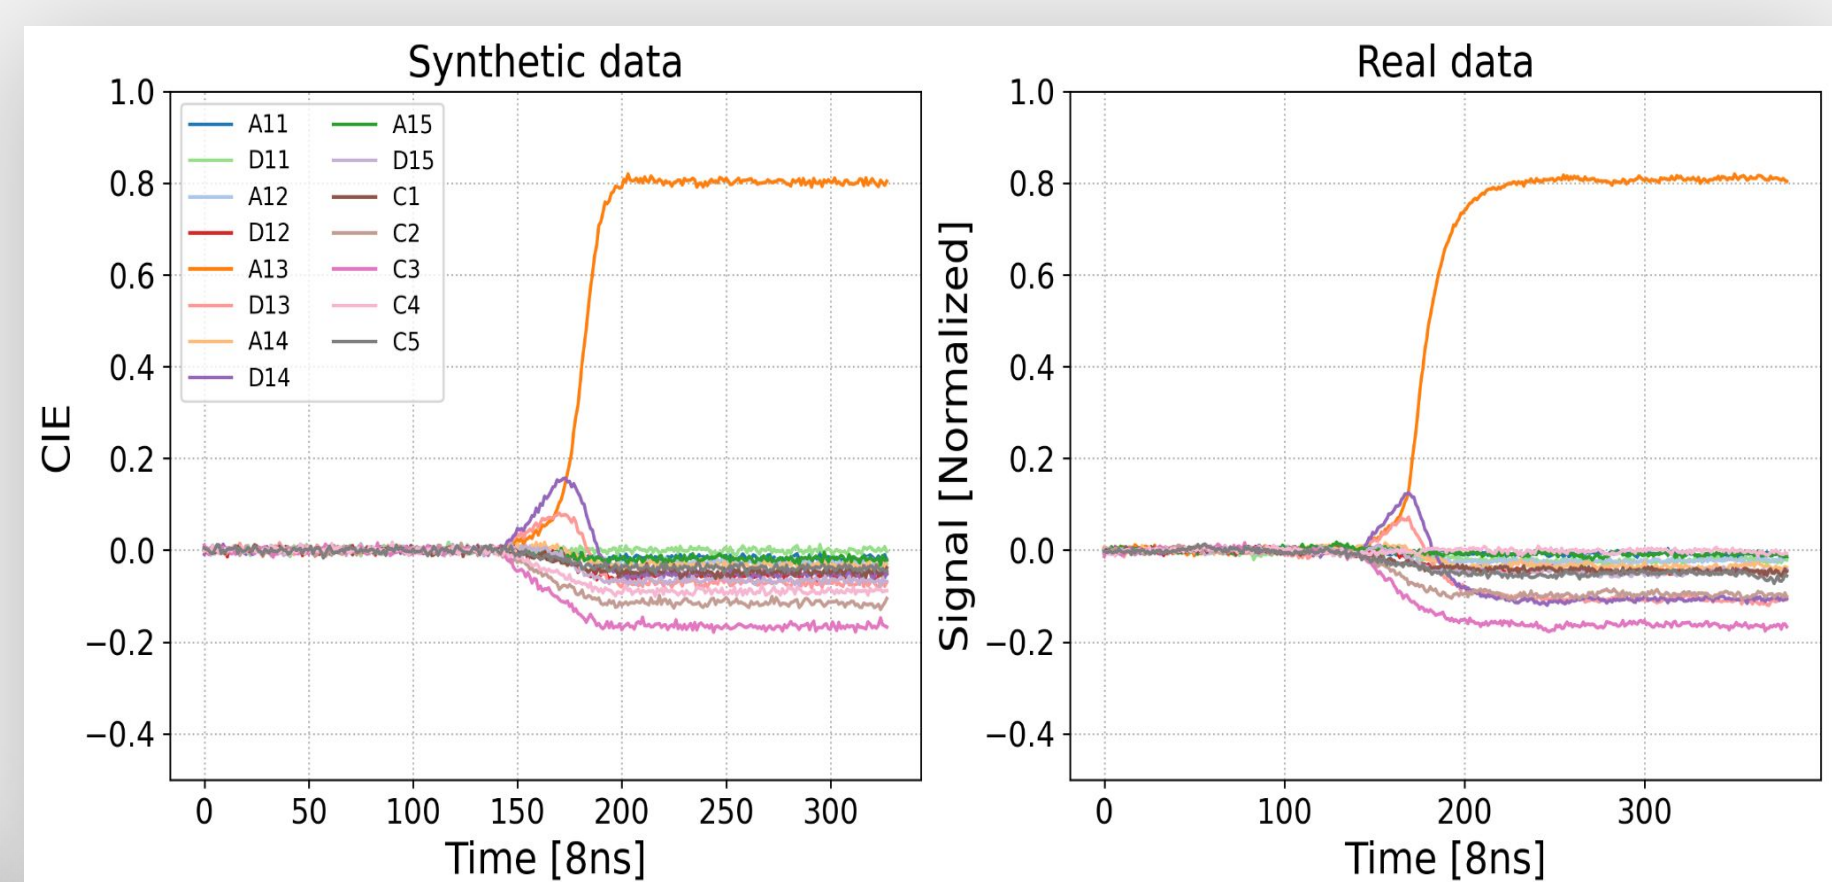 Synthetic data
CIE
1.0
0.8
0.6
0.4
0.2
0.0
−0.2
−0.4
A11
D11
A12
D12
A13
D13
A14
D14
A15
D15
C1
C2
C3
C4
C5
0 50 100 150 200 250 300
Time [8ns]
Real data
Signal [Normalized]
1.0
0.8
0.6
0.4
0.2
0.0
−0.2
−0.4
0 100 200 300
Time [8ns]